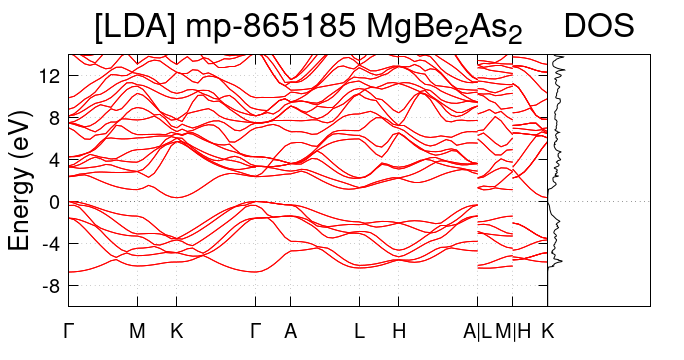 [LDA] mp-865185 MgBe₂As₂ DOS
Energy (eV)
12
8
4
0
-4
-8
Γ M K Γ A L H A|L M|H K